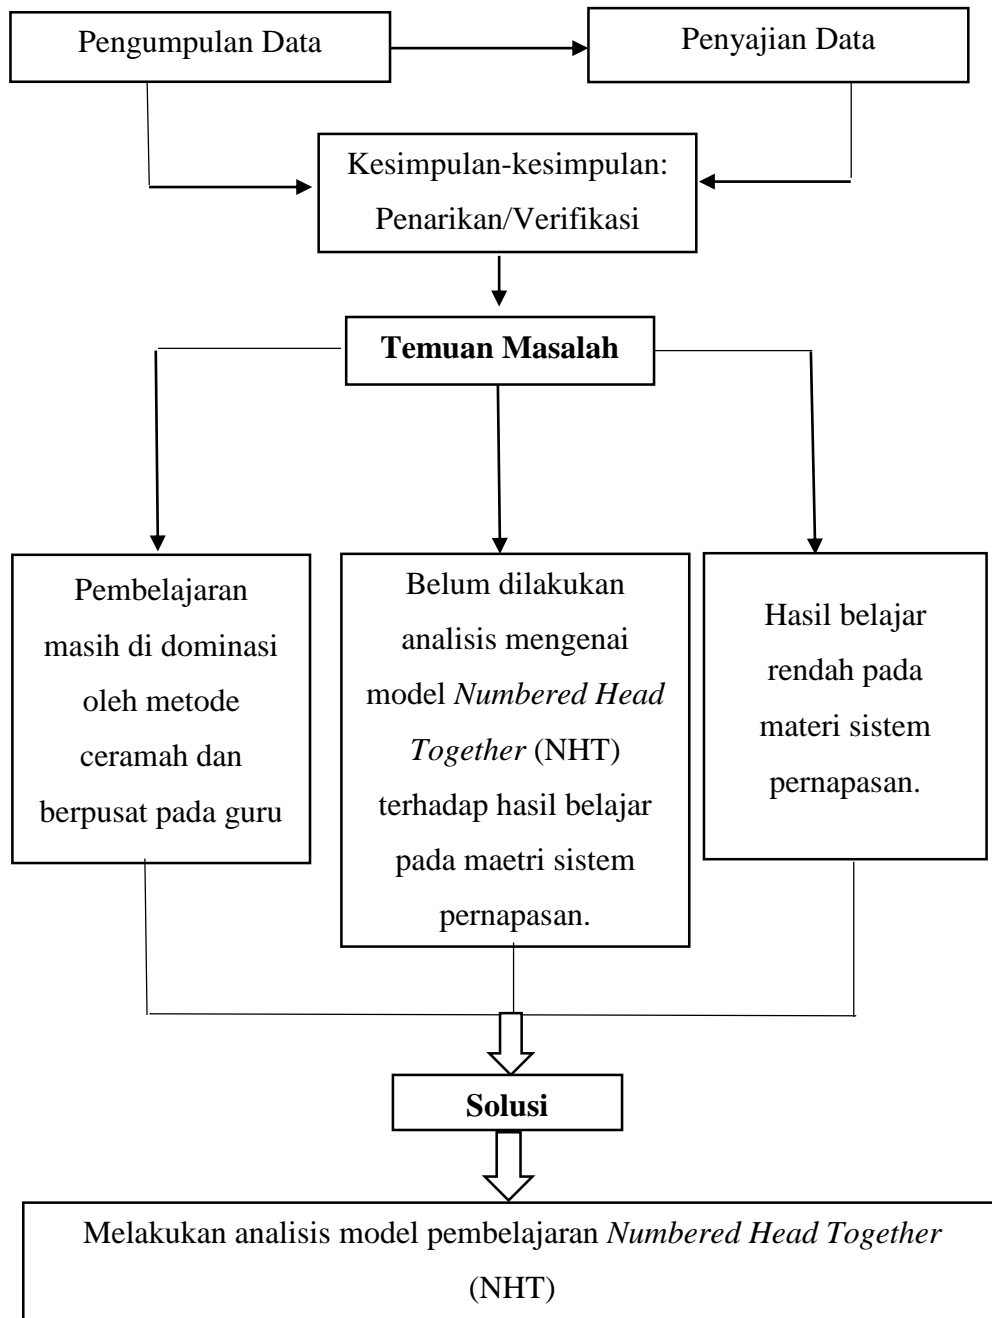 Pengumpulan Data
Penyajian Data
Kesimpulan-kesimpulan:
Penarikan/Verifikasi
Temuan Masalah
Pembelajaran
masih di dominasi
oleh metode
ceramah dan
berpusat pada guru
Belum dilakukan
analisis mengenai
model Numbered Head
Together (NHT)
terhadap hasil belajar
pada maetri sistem
pernapasan.
Hasil belajar
rendah pada
materi sistem
pernapasan.
Solusi
Melakukan analisis model pembelajaran Numbered Head Together
(NHT)